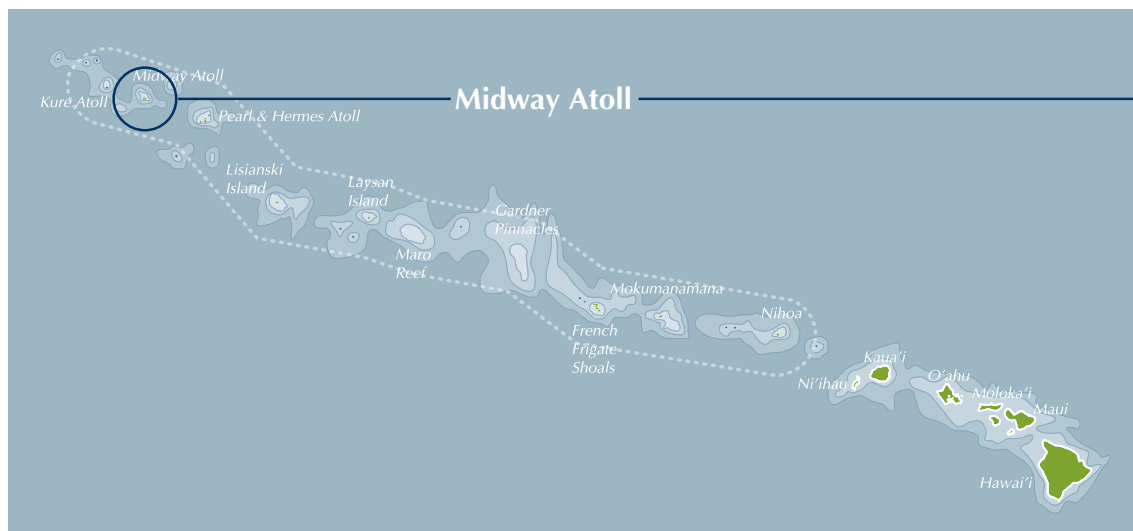 Midway Atoll
Kure Atoll
Midway Atoll
Pearl & Hermes Atoll
Lisianski
Island
Laysan
Island
Maro
Reef
Gardner
Pinnacles
Mokumanamana
French
Frigate
Shoals
Nihoa
Kaua'i
Ni'ihau
O'ahu
Moloka'i
Maui
Hawai'i